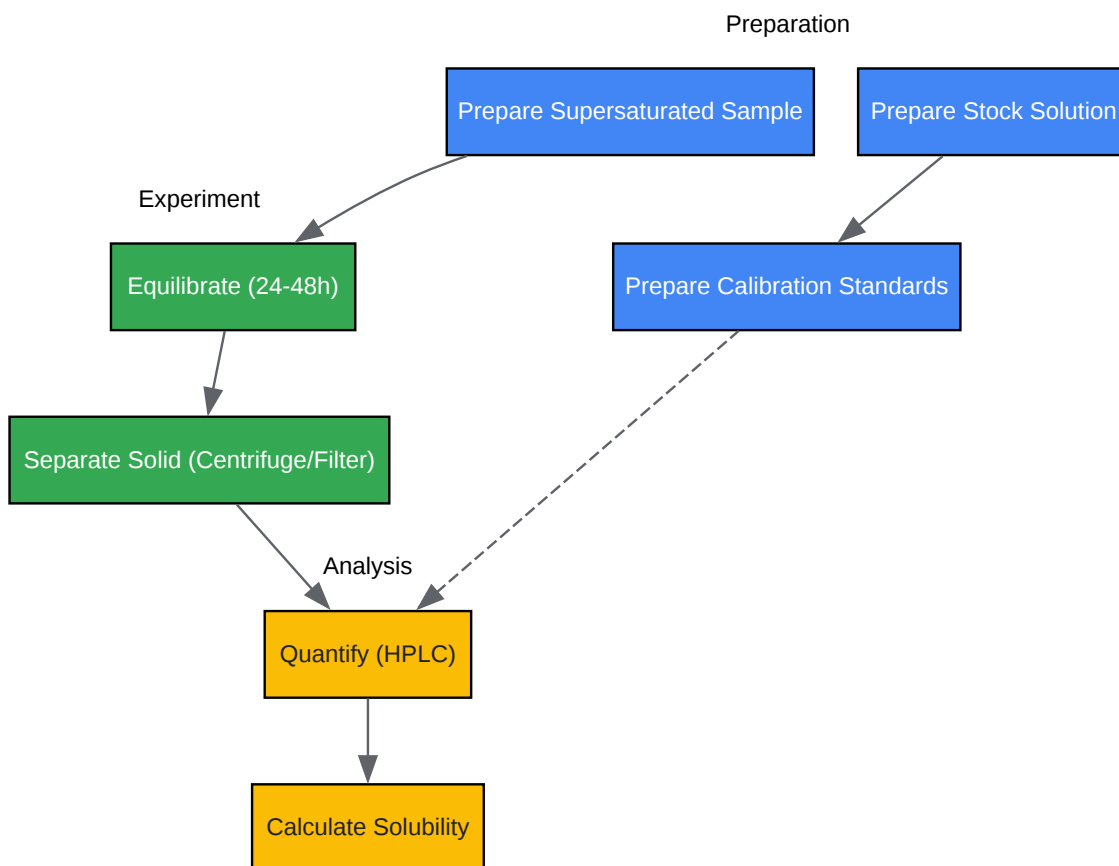 Preparation
Prepare Supersaturated Sample
Prepare Stock Solution
Experiment
Equilibrate (24-48h)
Prepare Calibration Standards
Separate Solid (Centrifuge/Filter)
Analysis
Quantify (HPLC)
Calculate Solubility